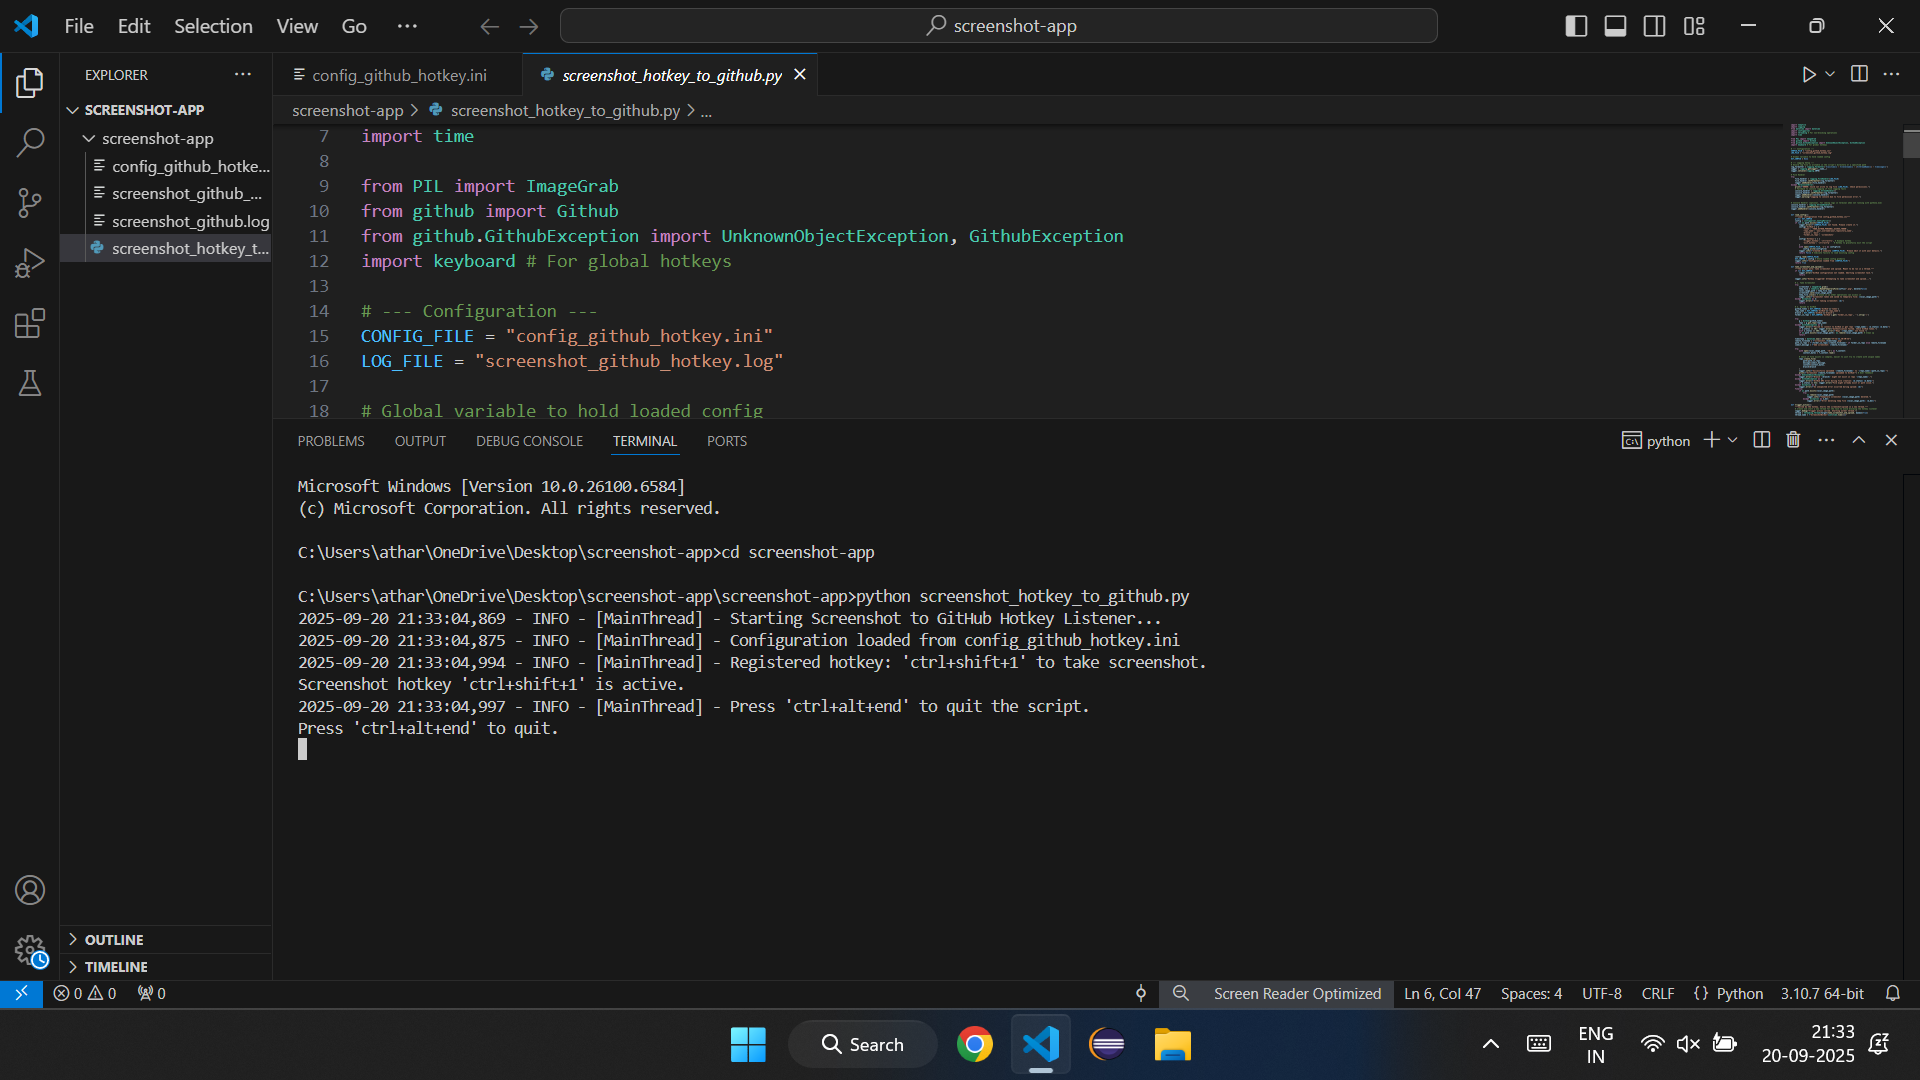 File Edit Selection View Go ···
screenshot-app
EXPLORER
SCREENSHOT-APP
screenshot-app
config_github_hotke...
screenshot_github_...
screenshot_github.log
screenshot_hotkey_t...
OUTLINE
TIMELINE
config_github_hotkey.ini
screenshot_hotkey_to_github.py
screenshot-app > screenshot_hotkey_to_github.py > ...
7 import time
8
9 from PIL import ImageGrab
10 from github import Github
11 from github.GithubException import UnknownObjectException, GithubException
12 import keyboard # For global hotkeys
13
14 # --- Configuration ---
15 CONFIG_FILE = "config_github_hotkey.ini"
16 LOG_FILE = "screenshot_github_hotkey.log"
17
18 # Global variable to hold loaded config
PROBLEMS OUTPUT DEBUG CONSOLE TERMINAL PORTS
python
Microsoft Windows [Version 10.0.26100.6584]
(c) Microsoft Corporation. All rights reserved.
C:\Users\athar\OneDrive\Desktop\screenshot-app>cd screenshot-app
C:\Users\athar\OneDrive\Desktop\screenshot-app\screenshot-app>python screenshot_hotkey_to_github.py
2025-09-20 21:33:04,869 - INFO - [MainThread] - Starting Screenshot to GitHub Hotkey Listener...
2025-09-20 21:33:04,875 - INFO - [MainThread] - Configuration loaded from config_github_hotkey.ini
2025-09-20 21:33:04,994 - INFO - [MainThread] - Registered hotkey: 'ctrl+shift+1' to take screenshot.
Screenshot hotkey 'ctrl+shift+1' is active.
2025-09-20 21:33:04,997 - INFO - [MainThread] - Press 'ctrl+alt+end' to quit the script.
Press 'ctrl+alt+end' to quit.
0 0 0
Screen Reader Optimized Ln 6, Col 47 Spaces: 4 UTF-8 CRLF {} Python 3.10.7 64-bit
Search
ENG
IN
21:33
20-09-2025